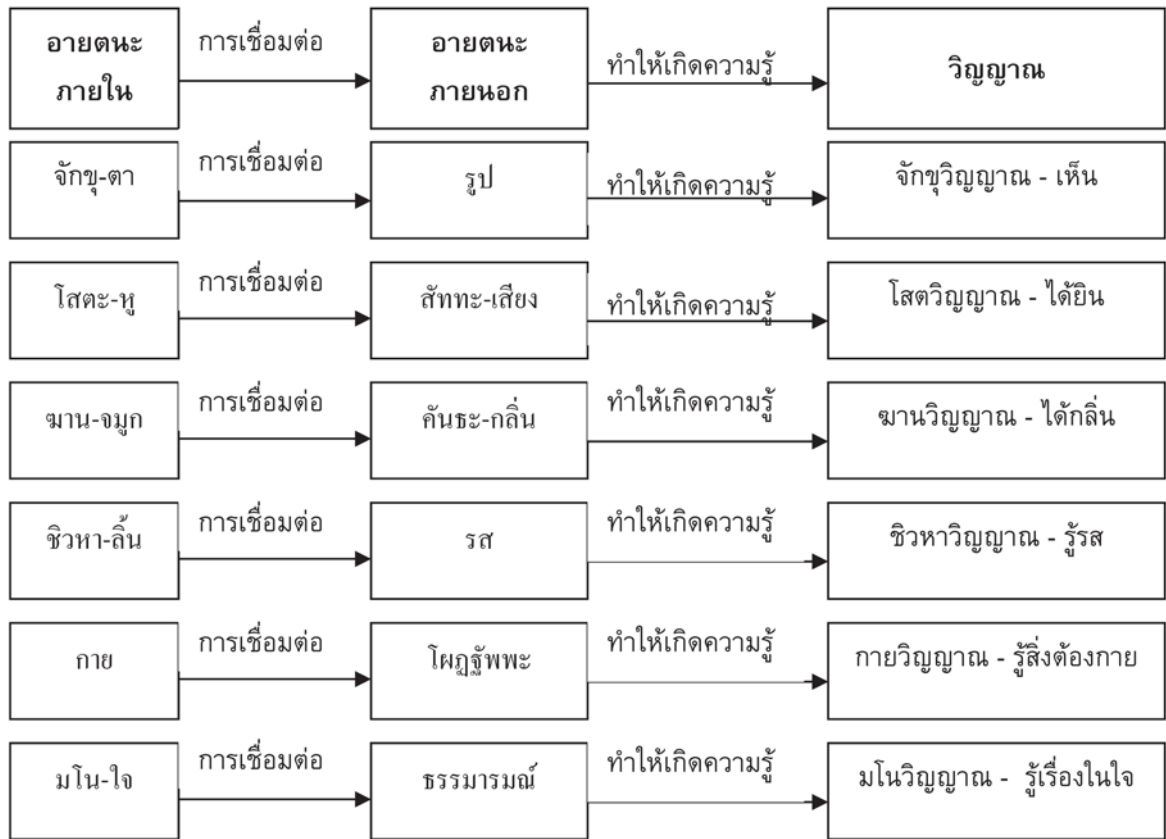 อายตนะ
ภายใน
การเชื่อมต่อ
อายตนะ
ภายนอก
ทำให้เกิดความรู้
วิญญาณ
จักขุ-ตา
การเชื่อมต่อ
รูป
ทำให้เกิดความรู้
จักขุวิญญาณ - เห็น
โสตะ-หู
การเชื่อมต่อ
สัททะ-เสียง
ทำให้เกิดความรู้
โสตวิญญาณ - ได้ยิน
ฆาน-จมูก
การเชื่อมต่อ
คันธะ-กลิ่น
ทำให้เกิดความรู้
ฆานวิญญาณ - ได้กลิ่น
ชิวหา-ลิ้น
การเชื่อมต่อ
รส
ทำให้เกิดความรู้
ชิวหาวิญญาณ - รู้รส
กาย
การเชื่อมต่อ
โผฏฐัพพะ
ทำให้เกิดความรู้
กายวิญญาณ - รู้สิ่งต้องกาย
มโน-ใจ
การเชื่อมต่อ
ธรรมารมณ์
ทำให้เกิดความรู้
มโนวิญญาณ - รู้เรื่องในใจ